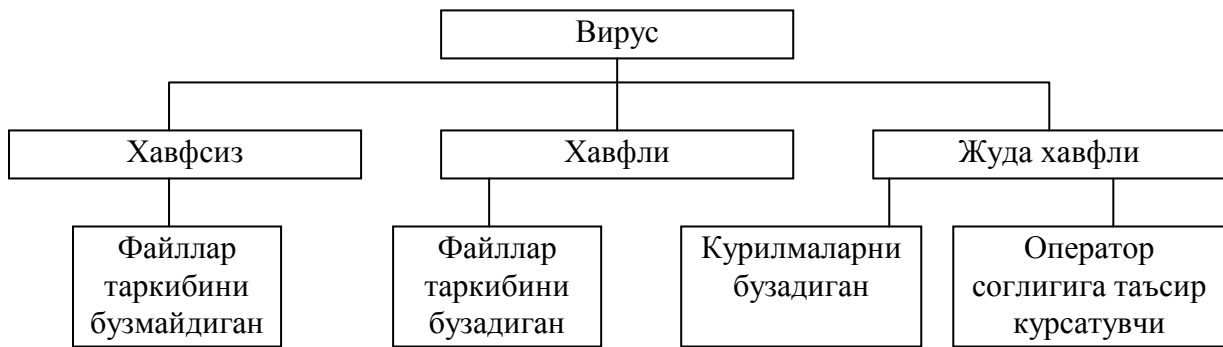 Вирус
Хавфсиз
Хавфли
Жуда хавфли
Файллар
таркибини
бузмайдиган
Файллар
таркибини
бузадиган
Курилмаларни
бузадиган
Оператор
соглигига таъсир
курсатувчи